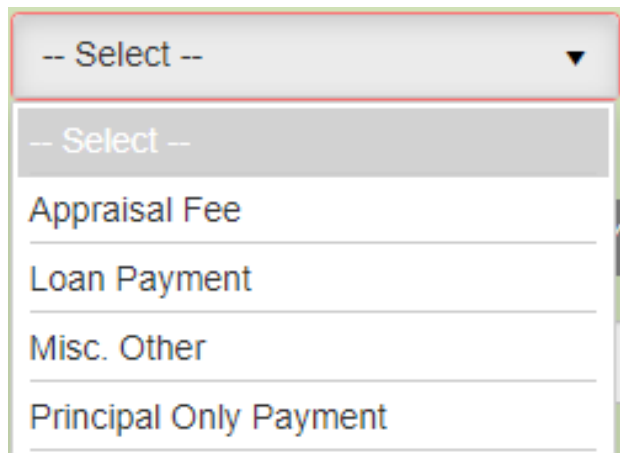 -- Select --
-- Select --
Appraisal Fee
Loan Payment
Misc. Other
Principal Only Payment